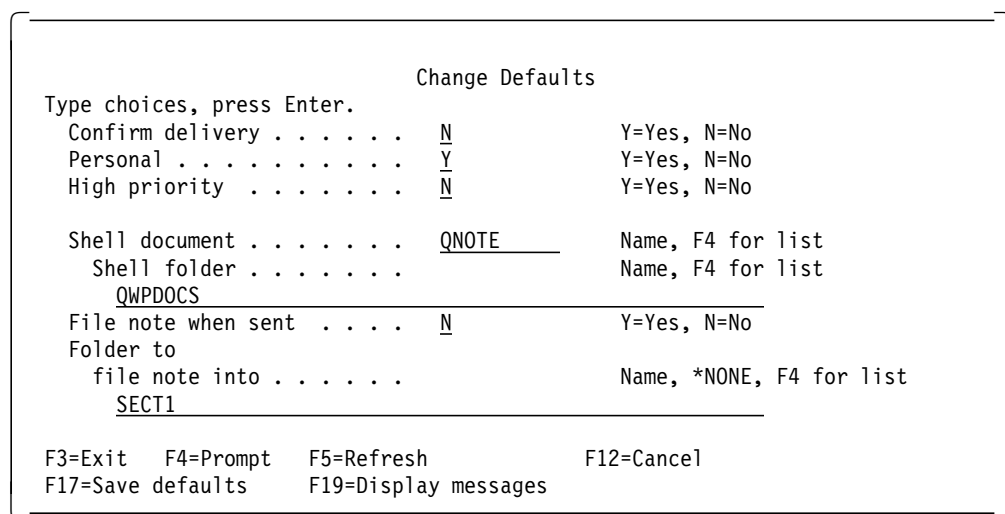 Change Defaults
Type choices, press Enter.
Confirm delivery . . . . . . N Y=Yes, N=No
Personal . . . . . . . . . . Y Y=Yes, N=No
High priority . . . . . . . N Y=Yes, N=No
Shell document . . . . . . . QNOTE Name, F4 for list
Shell folder . . . . . . . Name, F4 for list
QWPDOCS
File note when sent . . . . N Y=Yes, N=No
Folder to
file note into . . . . . . Name, *NONE, F4 for list
SECT1
F3=Exit F4=Prompt F5=Refresh F12=Cancel
F17=Save defaults F19=Display messages